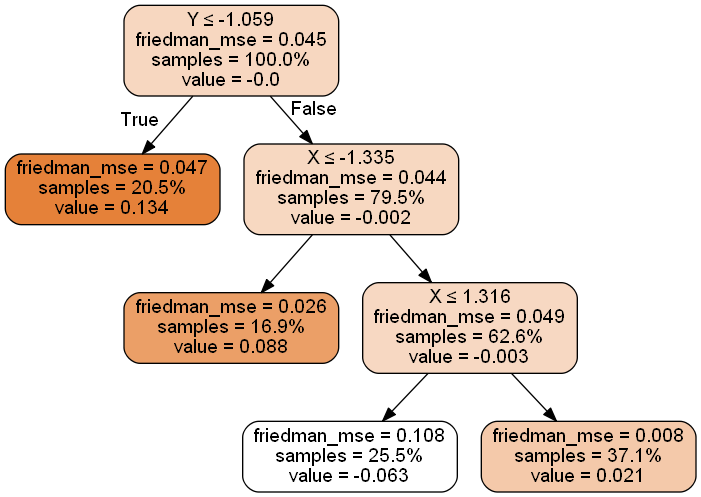 Y ≤ -1.059
friedman_mse = 0.045
samples = 100.0%
value = -0.0
True
False
friedman_mse = 0.047
samples = 20.5%
value = 0.134
X ≤ -1.335
friedman_mse = 0.044
samples = 79.5%
value = -0.002
friedman_mse = 0.026
samples = 16.9%
value = 0.088
X ≤ 1.316
friedman_mse = 0.049
samples = 62.6%
value = -0.003
friedman_mse = 0.108
samples = 25.5%
value = -0.063
friedman_mse = 0.008
samples = 37.1%
value = 0.021